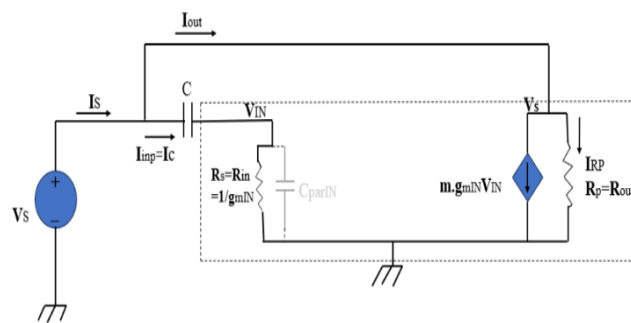 Iout
IS
C
VIN
Vs
Iinp=IC
IRP
Rs=Rin
=1/gmIN
CparIN
m.gmINVIN
Rp=Rou
+
VS
−